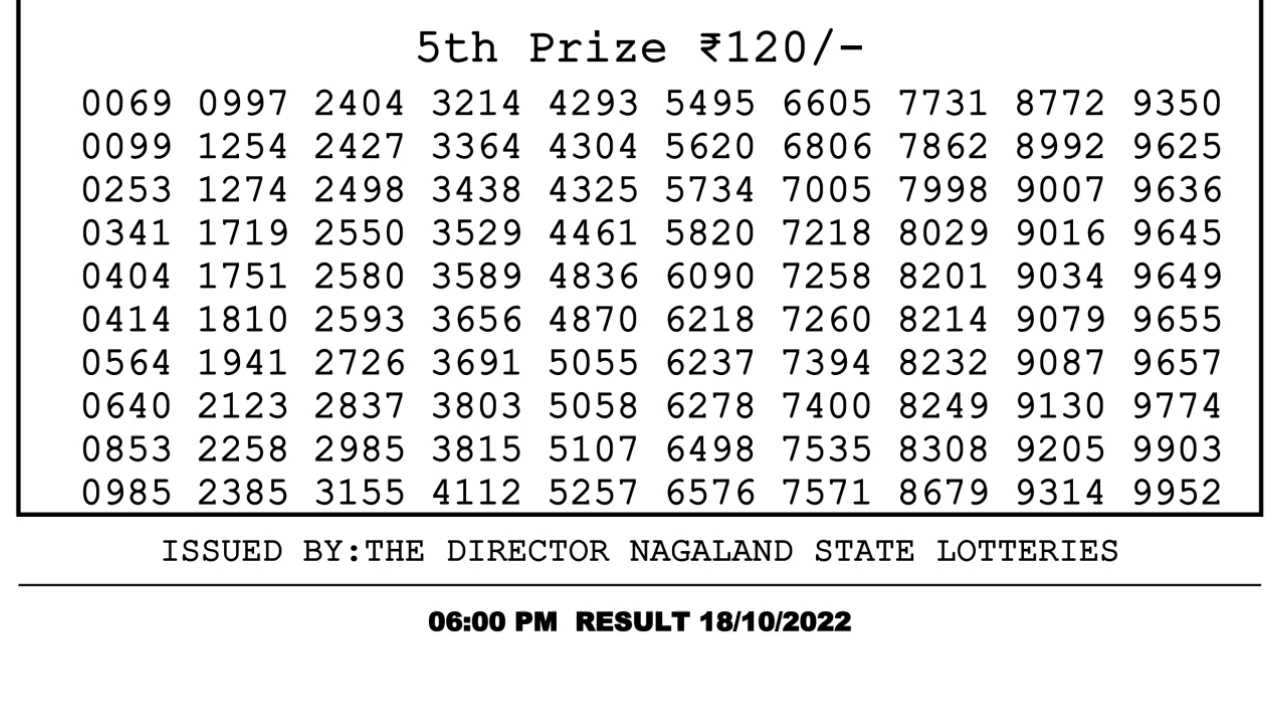 5th Prize ₹120/-
0069 0997 2404 3214 4293 5495 6605 7731 8772 9350
0099 1254 2427 3364 4304 5620 6806 7862 8992 9625
0253 1274 2498 3438 4325 5734 7005 7998 9007 9636
0341 1719 2550 3529 4461 5820 7218 8029 9016 9645
0404 1751 2580 3589 4836 6090 7258 8201 9034 9649
0414 1810 2593 3656 4870 6218 7260 8214 9079 9655
0564 1941 2726 3691 5055 6237 7394 8232 9087 9657
0640 2123 2837 3803 5058 6278 7400 8249 9130 9774
0853 2258 2985 3815 5107 6498 7535 8308 9205 9903
0985 2385 3155 4112 5257 6576 7571 8679 9314 9952
ISSUED BY:THE DIRECTOR NAGALAND STATE LOTTERIES
06:00 PM RESULT 18/10/2022